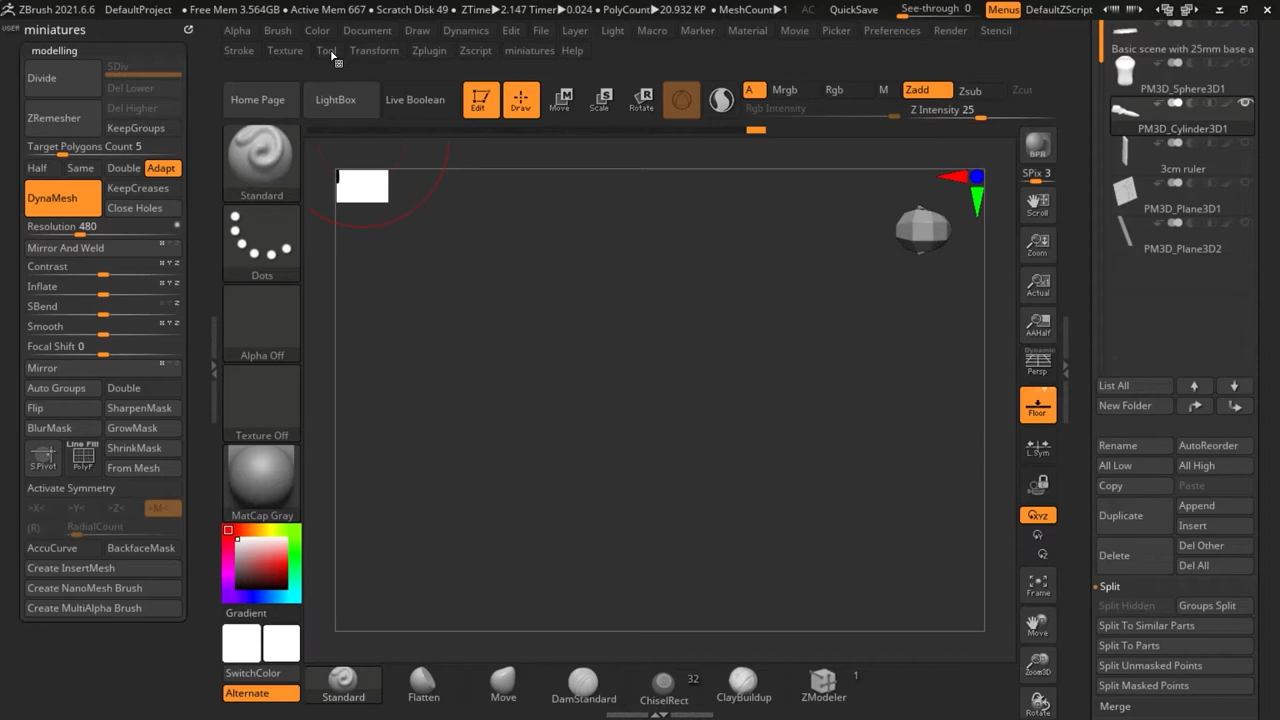 ZBrush 2021.6.6 DefaultProject • Free Mem 3.564GB • Active Mem 667 • Scratch Disk 49 • ZTime▸2.147 Timer▸0.024 • PolyCount▸20.932 KP • MeshCount▸1 AC QuickSave See-through 0 Menus DefaultZScript
USER miniatures
Alpha Brush Color Document Draw Dynamics Edit File Layer Light Macro Marker Material Movie Picker Preferences Render Stencil
Stroke Texture Tool Transform Zplugin Zscript miniatures Help
modelling
Divide
SDiv
Del Lower
Del Higher
ZRemesher
KeepGroups
Target Polygons Count 5
Half Same Double Adapt
DynaMesh
KeepCreases
Close Holes
Resolution 480
Mirror And Weld
Contrast
Inflate
SBend
Smooth
Focal Shift 0
Mirror
Auto Groups Double
Flip SharpenMask
BlurMask GrowMask
S.Pivot
Line Fill
PolyF
ShrinkMask
From Mesh
Activate Symmetry
>X< >Y< >Z< >M<
(R) RadialCount
AccuCurve BackfaceMask
Create InsertMesh
Create NanoMesh Brush
Create MultiAlpha Brush
Home Page LightBox Live Boolean Edit Draw Move Scale Rotate
A Mrgb Rgb M Zadd Zsub Zcut
Rgb Intensity Z Intensity 25
Standard
Dots
Alpha Off
Texture Off
MatCap Gray
Gradient
SwitchColor
Alternate
Standard Flatten Move DamStandard ChiselRect 32 ClayBuildup ZModeler 1
BPR
SPix 3
Scroll
Zoom
Actual
AAHalf
Dynamic
Persp
Floor
L.Sym
XYZ
Y
Z
Frame
Move
Zoom3D
Rotate
Basic scene with 25mm base a
PM3D_Sphere3D1
PM3D_Cylinder3D1
3cm ruler
PM3D_Plane3D1
PM3D_Plane3D2
List All
New Folder
Rename AutoReorder
All Low All High
Copy Paste
Duplicate
Append
Insert
Delete
Del Other
Del All
Split
Split Hidden Groups Split
Split To Similar Parts
Split To Parts
Split Unmasked Points
Split Masked Points
Merge